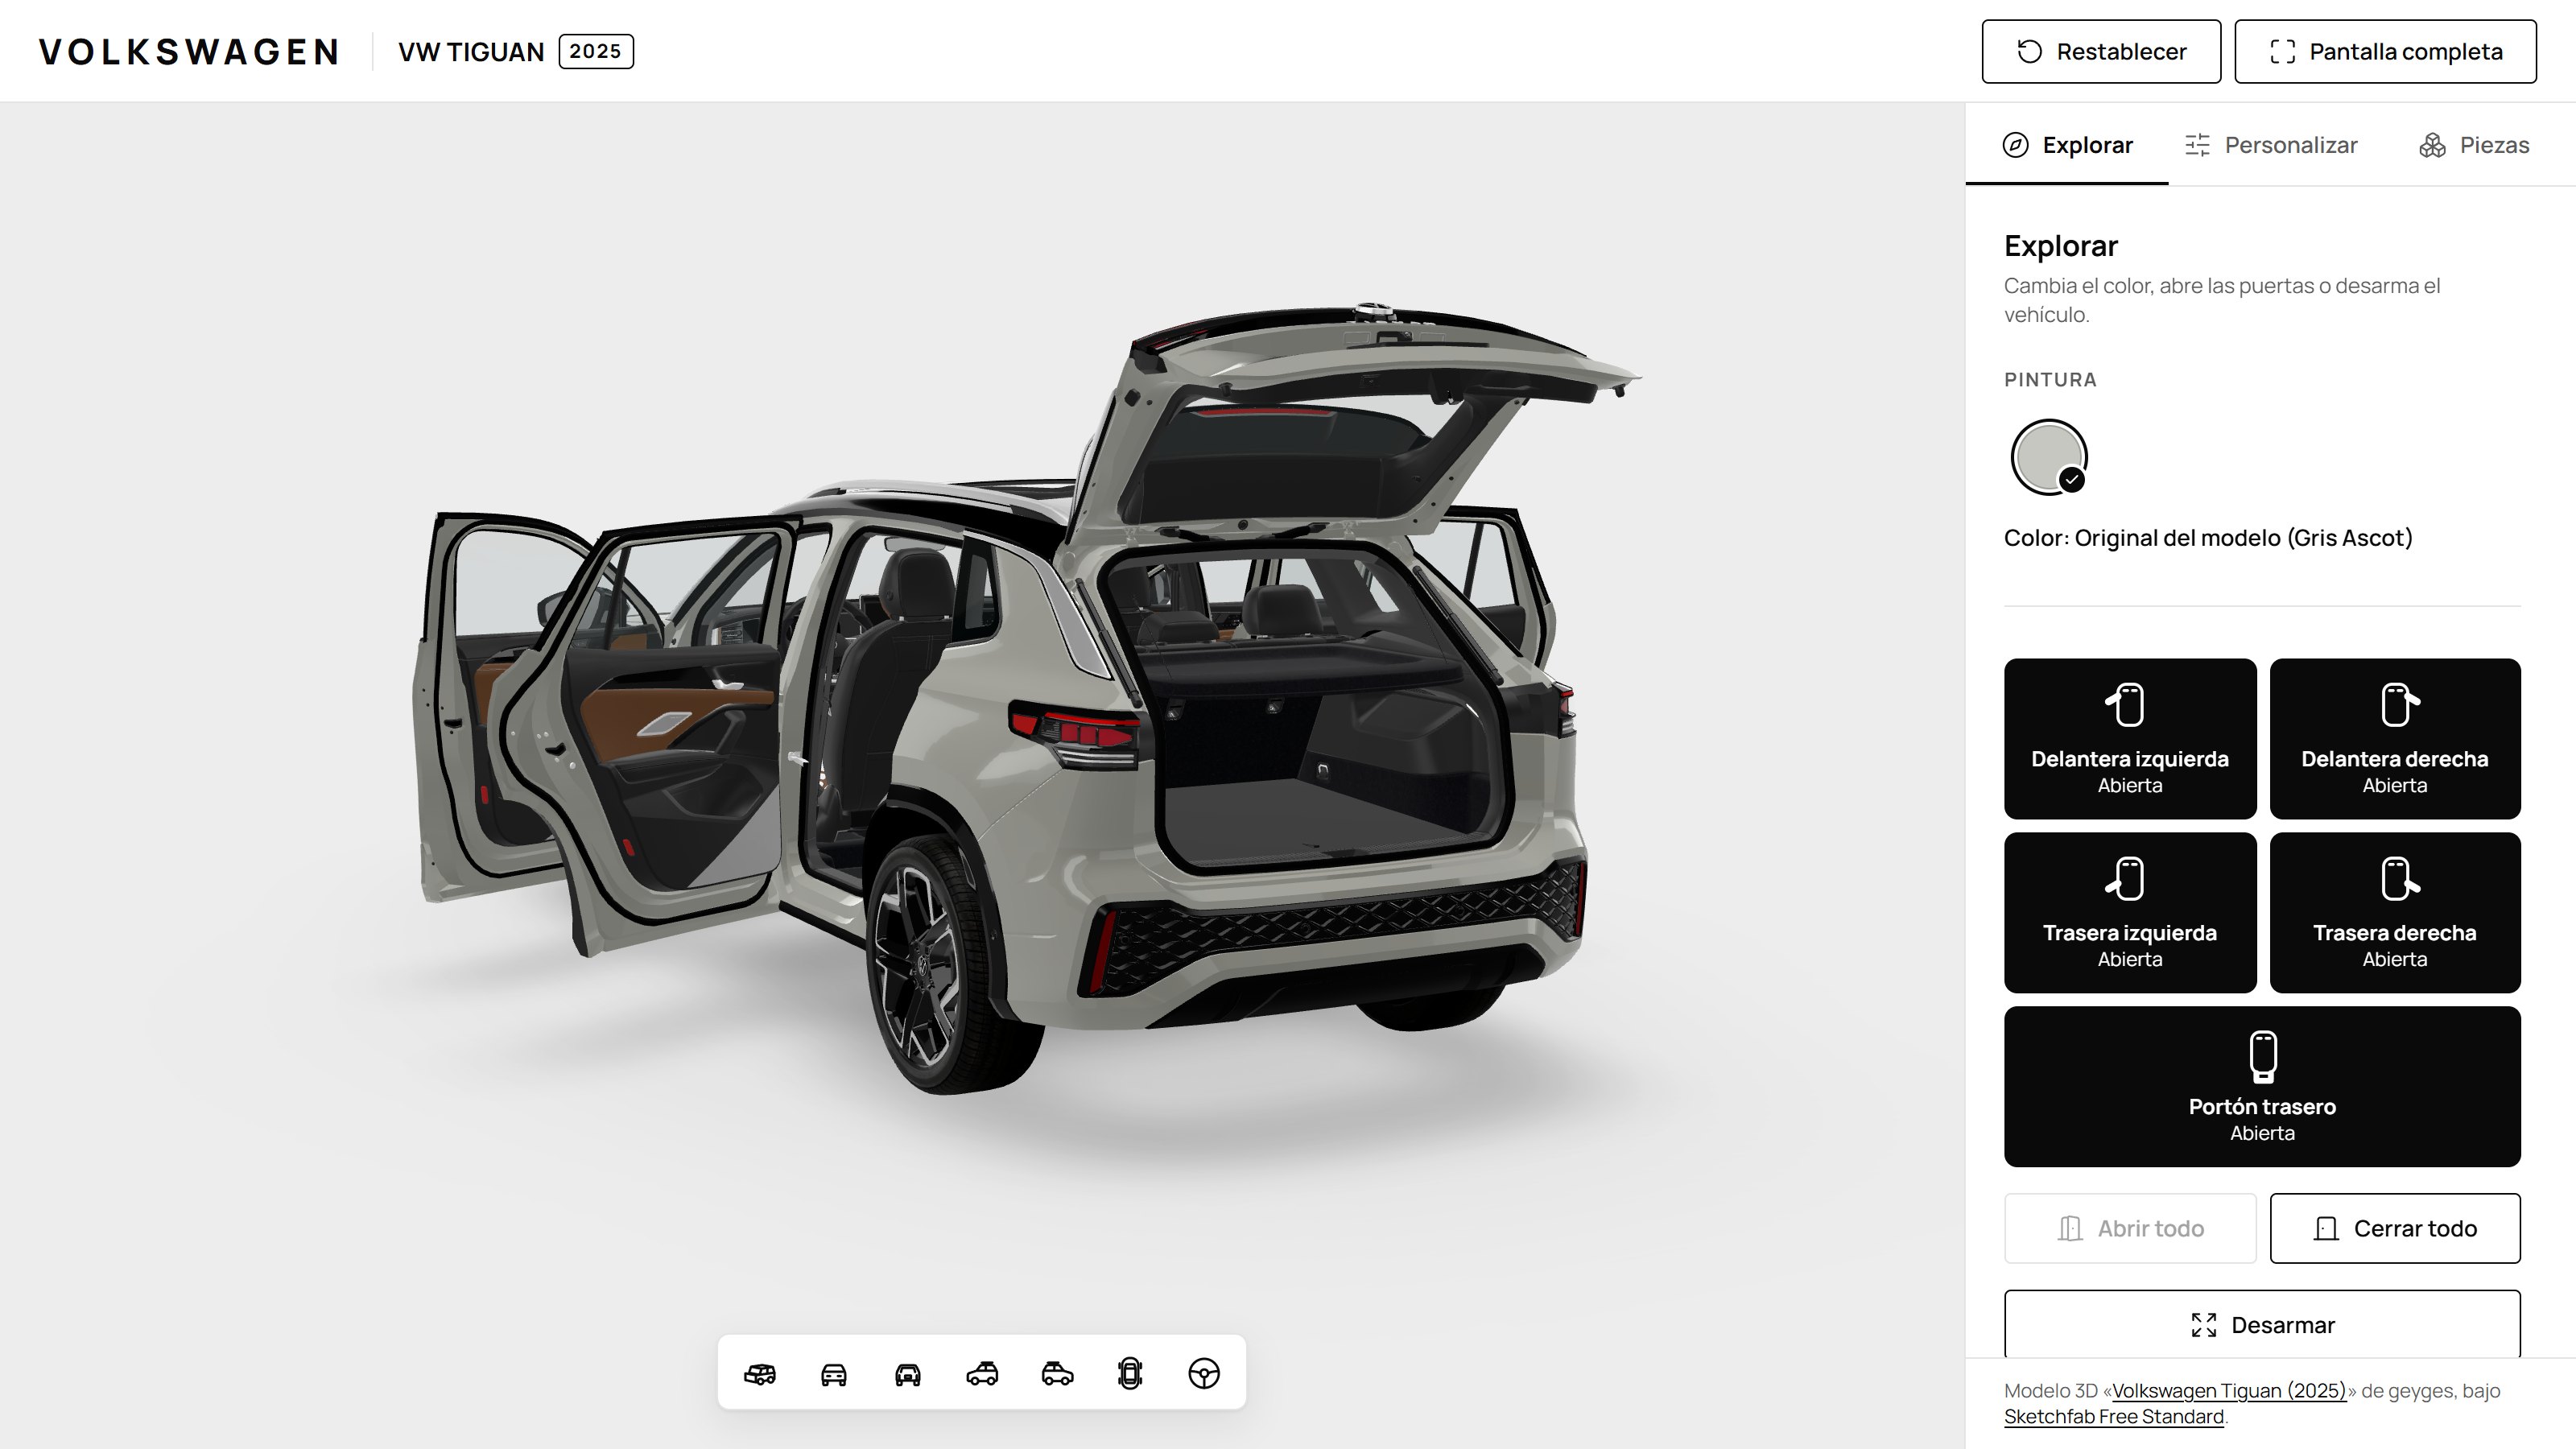 VOLKSWAGEN
VW TIGUAN
2025
Restablecer
Pantalla completa
Explorar
Personalizar
Piezas
Explorar
Cambia el color, abre las puertas o desarma el
vehículo.
PINTURA
Color: Original del modelo (Gris Ascot)
Delantera izquierda
Abierta
Delantera derecha
Abierta
Trasera izquierda
Abierta
Trasera derecha
Abierta
Portón trasero
Abierta
Abrir todo
Cerrar todo
Desarmar
Modelo 3D «Volkswagen Tiguan (2025)» de geyges, bajo
Sketchfab Free Standard.